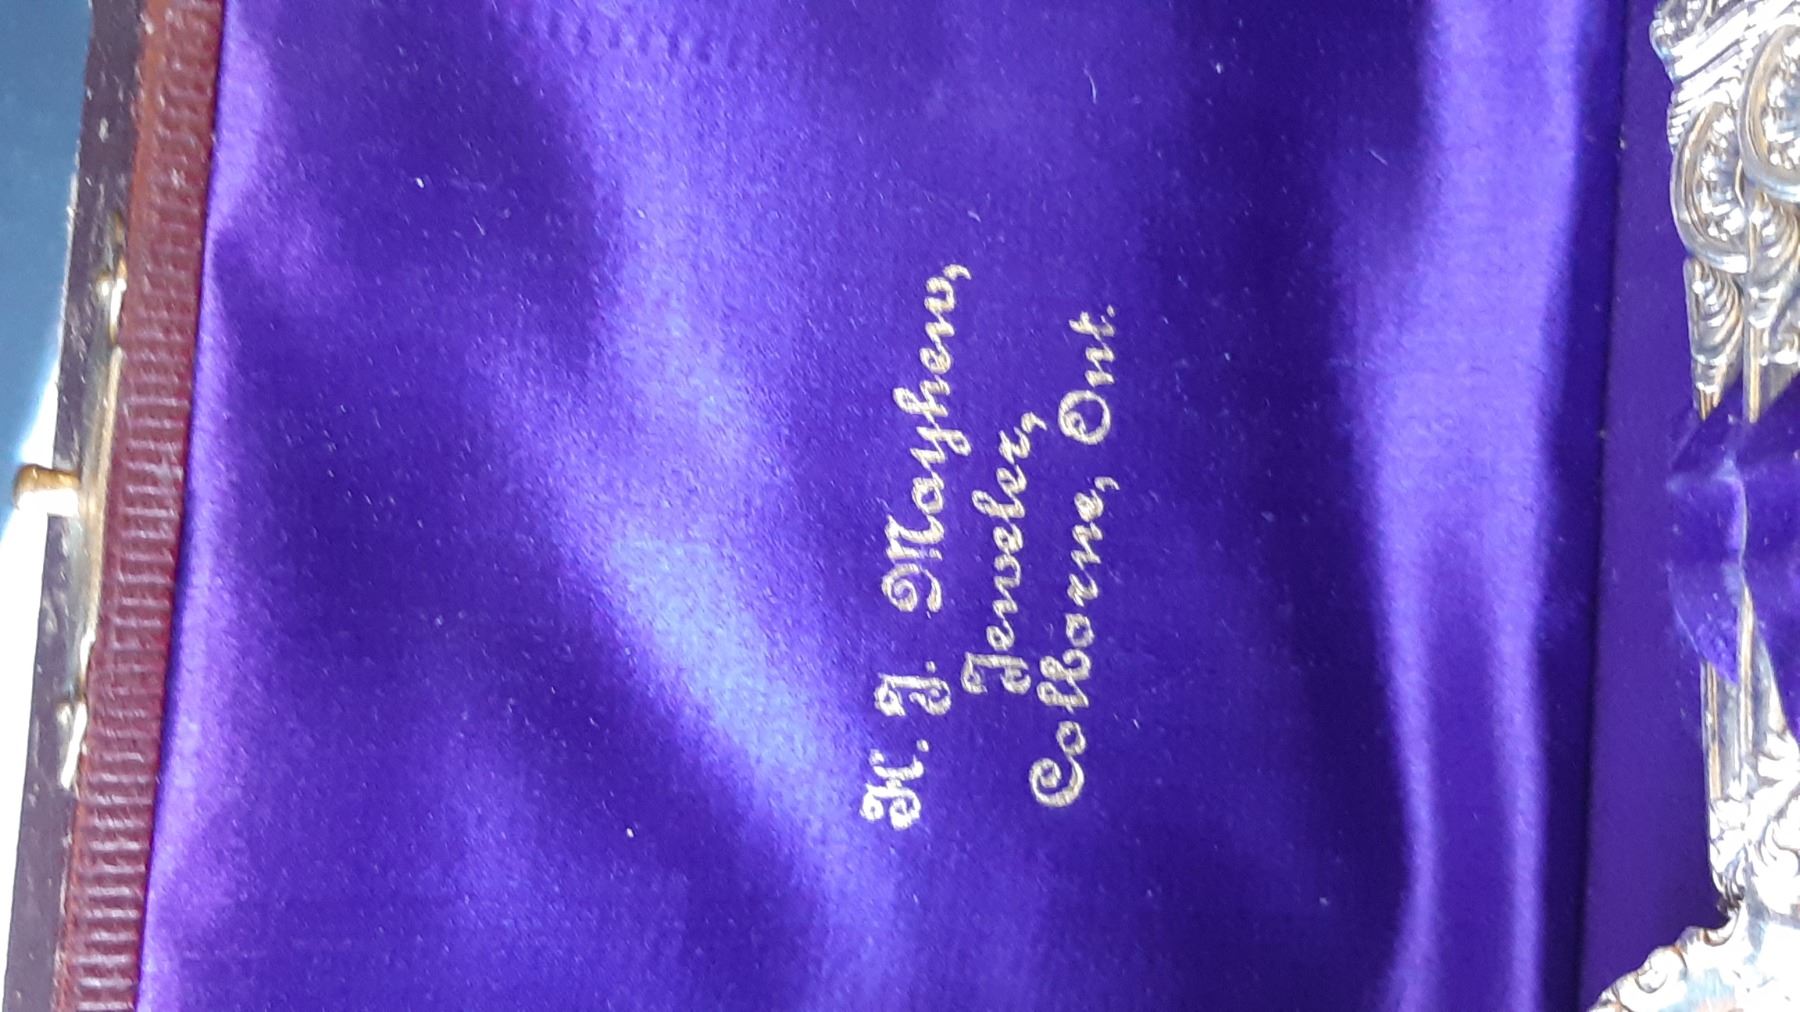 H. J. Mayhew,
Jeweler,
Colborne, Ont.